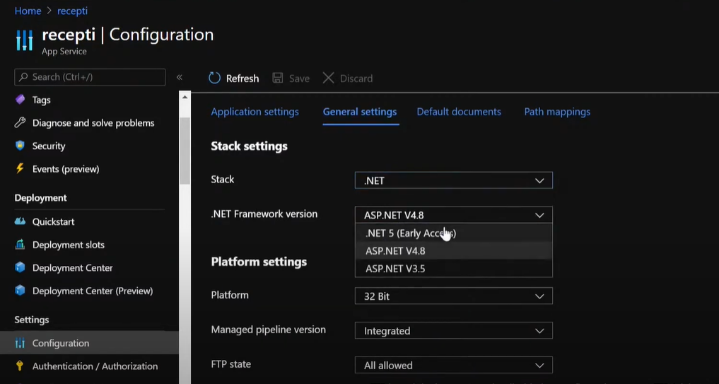 Home > recepti
recepti | Configuration
App Service
Search (Ctrl+/)
«
Refresh
Save
Discard
Tags
Diagnose and solve problems
Security
Events (preview)
Deployment
Quickstart
Deployment slots
Deployment Center
Deployment Center (Preview)
Settings
Configuration
Authentication / Authorization
Application settings
General settings
Default documents
Path mappings
Stack settings
Stack
.NET
.NET Framework version
ASP.NET V4.8
.NET 5 (Early Access)
ASP.NET V4.8
ASP.NET V3.5
Platform settings
Platform
32 Bit
Managed pipeline version
Integrated
FTP state
All allowed